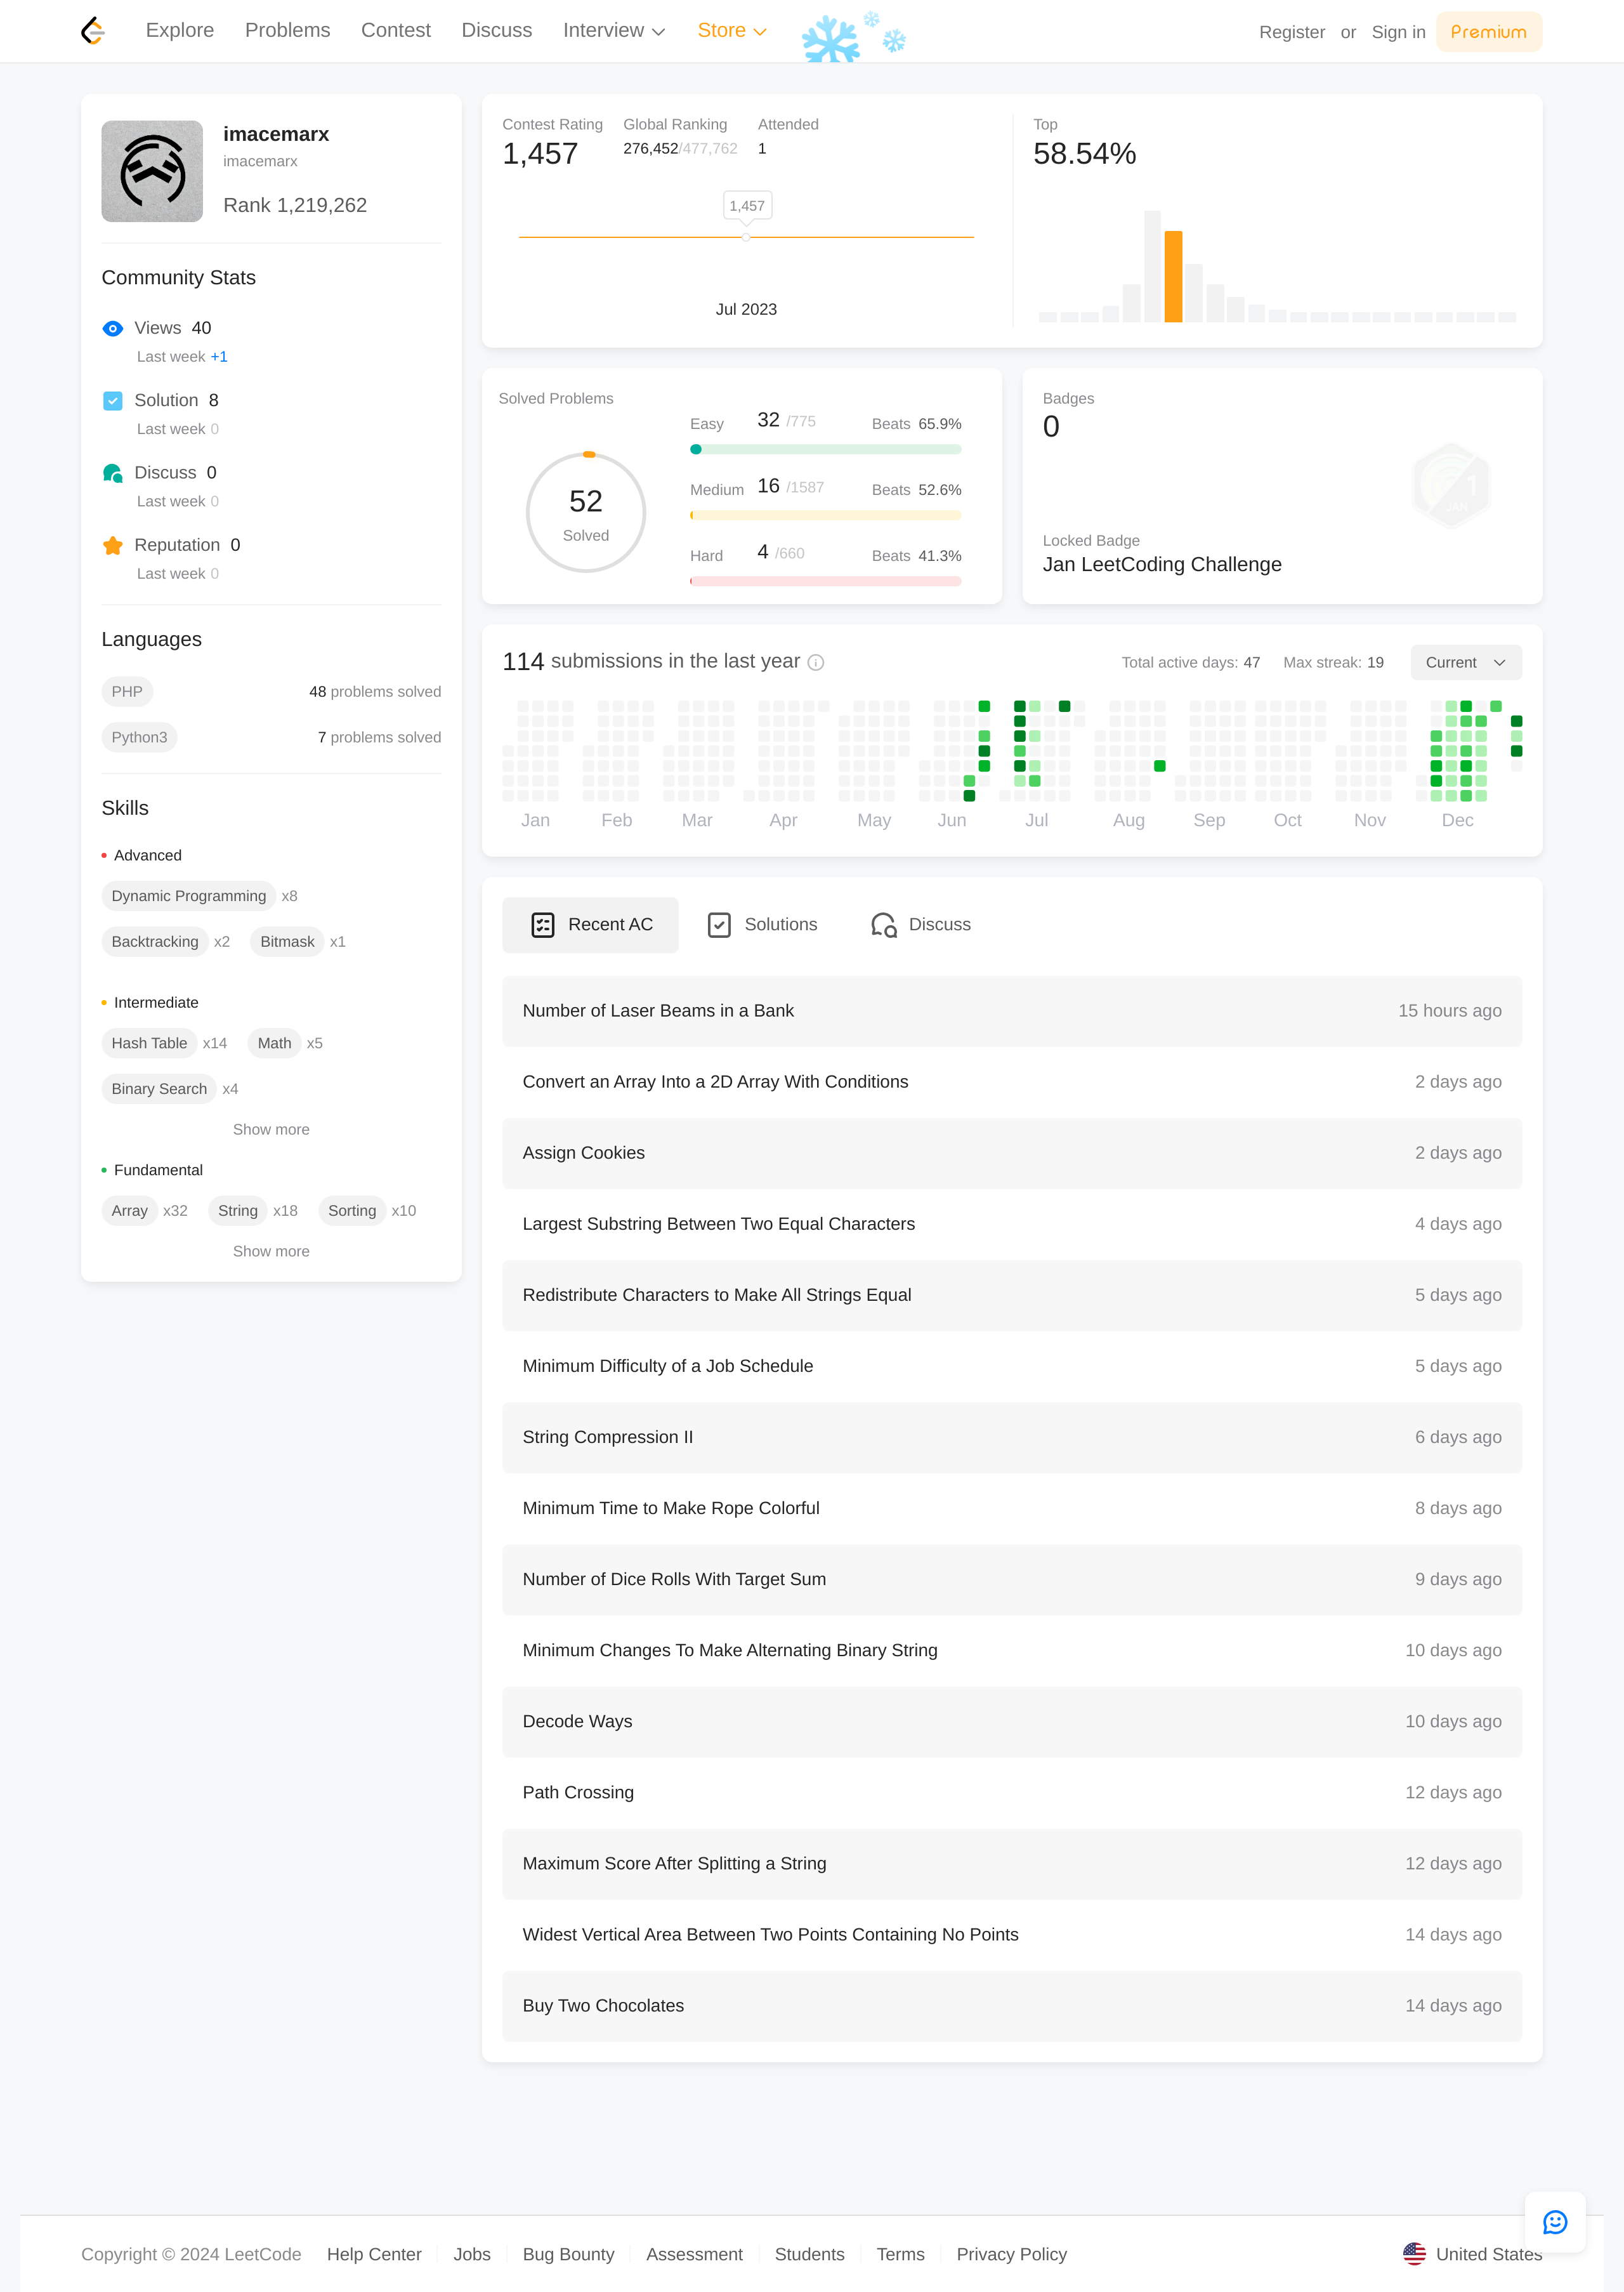 Explore Problems Contest Discuss Interview Store
Register or Sign in Premium
imacemarx
imacemarx
Rank 1,219,262
Community Stats
Views 40
Last week +1
Solution 8
Last week 0
Discuss 0
Last week 0
Reputation 0
Last week 0
Languages
PHP 48 problems solved
Python3 7 problems solved
Skills
Advanced
Dynamic Programming x8
Backtracking x2 Bitmask x1
Intermediate
Hash Table x14 Math x5
Binary Search x4
Show more
Fundamental
Array x32 String x18 Sorting x10
Show more
Contest Rating Global Ranking Attended
1,457 276,452/477,762 1
1,457
Jul 2023
Top
58.54%
Solved Problems
52
Solved
Easy 32 /775 Beats 65.9%
Medium 16 /1587 Beats 52.6%
Hard 4 /660 Beats 41.3%
Badges
0
1
JAN
Locked Badge
Jan LeetCoding Challenge
114 submissions in the last year Total active days: 47 Max streak: 19 Current
Jan Feb Mar Apr May Jun Jul Aug Sep Oct Nov Dec
Recent AC Solutions Discuss
Number of Laser Beams in a Bank 15 hours ago
Convert an Array Into a 2D Array With Conditions 2 days ago
Assign Cookies 2 days ago
Largest Substring Between Two Equal Characters 4 days ago
Redistribute Characters to Make All Strings Equal 5 days ago
Minimum Difficulty of a Job Schedule 5 days ago
String Compression II 6 days ago
Minimum Time to Make Rope Colorful 8 days ago
Number of Dice Rolls With Target Sum 9 days ago
Minimum Changes To Make Alternating Binary String 10 days ago
Decode Ways 10 days ago
Path Crossing 12 days ago
Maximum Score After Splitting a String 12 days ago
Widest Vertical Area Between Two Points Containing No Points 14 days ago
Buy Two Chocolates 14 days ago
Copyright © 2024 LeetCode Help Center Jobs Bug Bounty Assessment Students Terms Privacy Policy United States